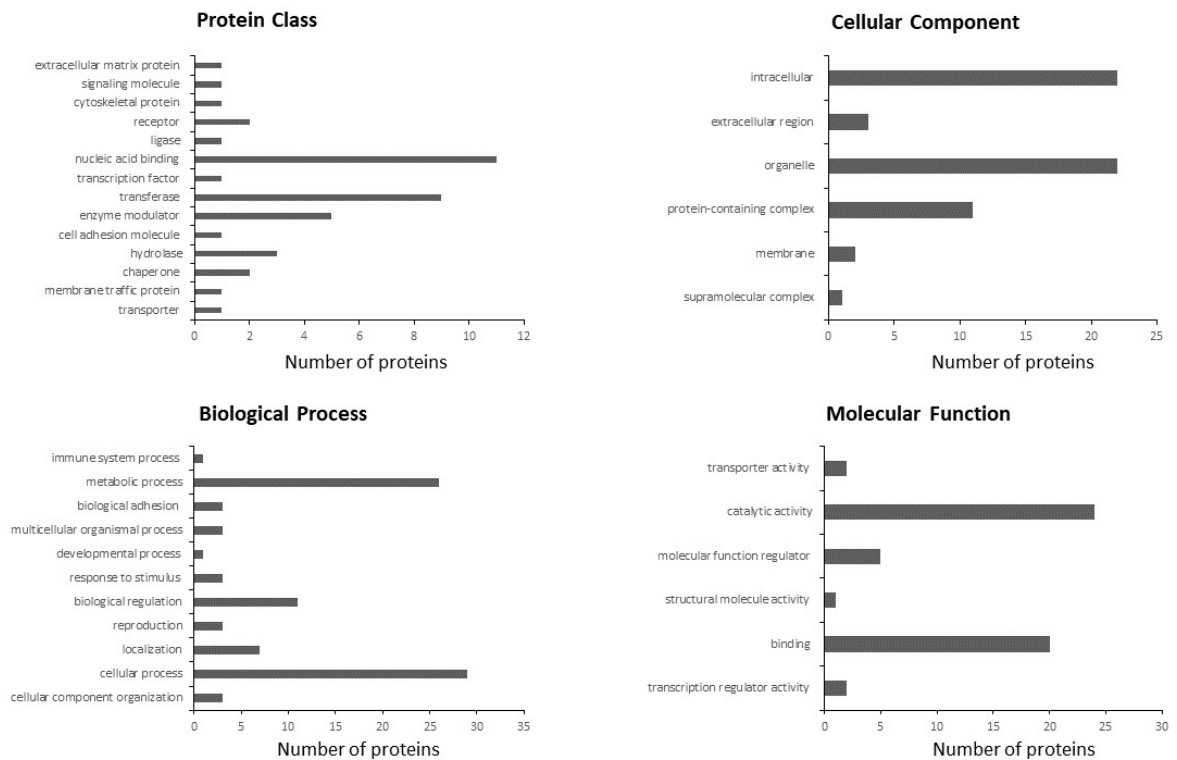 Protein Class
extracellular matrix protein
signaling molecule
cytoskeletal protein
receptor
ligase
nucleic acid binding
transcription factor
transferase
enzyme modulator
cell adhesion molecule
hydrolase
chaperone
membrane traffic protein
transporter
0 2 4 6 8 10 12
Number of proteins
Cellular Component
intracellular
extracellular region
organelle
protein-containing complex
membrane
supramolecular complex
0 5 10 15 20 25
Number of proteins
Biological Process
immune system process
metabolic process
biological adhesion
multicellular organismal process
developmental process
response to stimulus
biological regulation
reproduction
localization
cellular process
cellular component organization
0 5 10 15 20 25 30 35
Number of proteins
Molecular Function
transporter activity
catalytic activity
molecular function regulator
structural molecule activity
binding
transcription regulator activity
0 5 10 15 20 25 30
Number of proteins